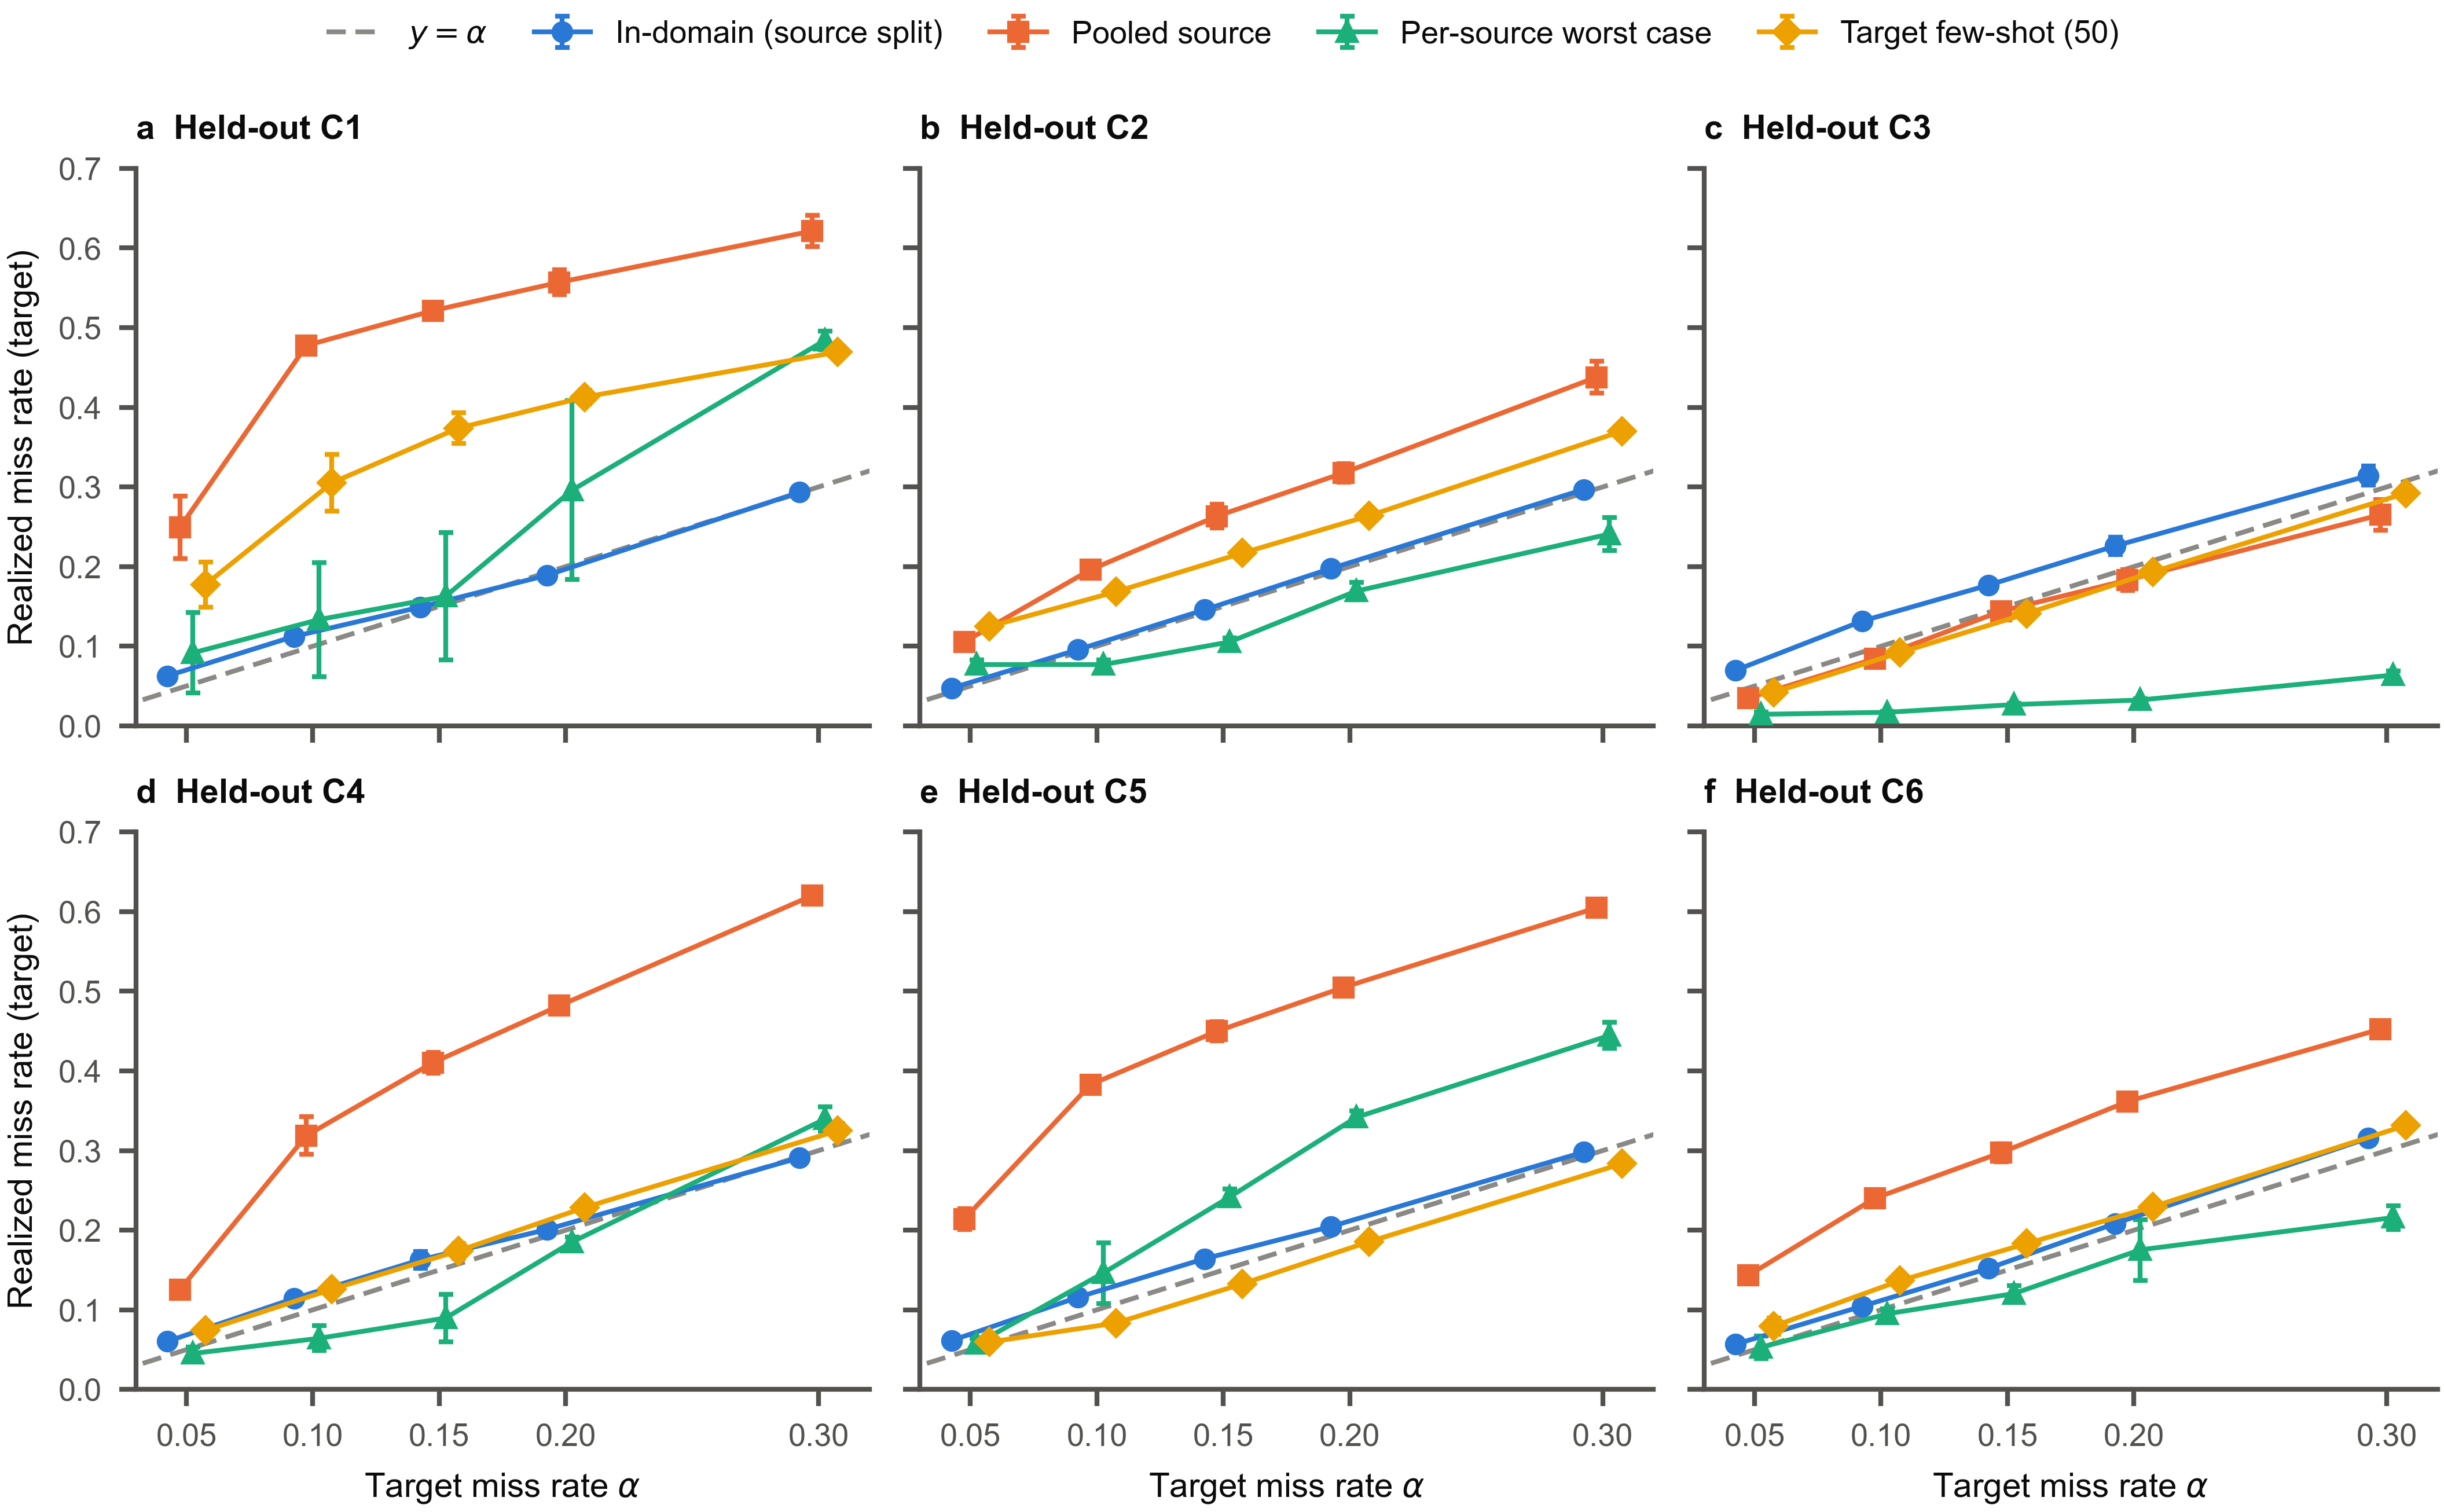 y = α In-domain (source split) Pooled source Per-source worst case Target few-shot (50)
a Held-out C1 b Held-out C2 c Held-out C3
0.7
0.6
0.5
0.4
0.3
0.2
0.1
0.0
Realized miss rate (target)
d Held-out C4 e Held-out C5 f Held-out C6
0.7
0.6
0.5
0.4
0.3
0.2
0.1
0.0
Realized miss rate (target)
0.05 0.10 0.15 0.20 0.30 0.05 0.10 0.15 0.20 0.30 0.05 0.10 0.15 0.20 0.30
Target miss rate α Target miss rate α Target miss rate α